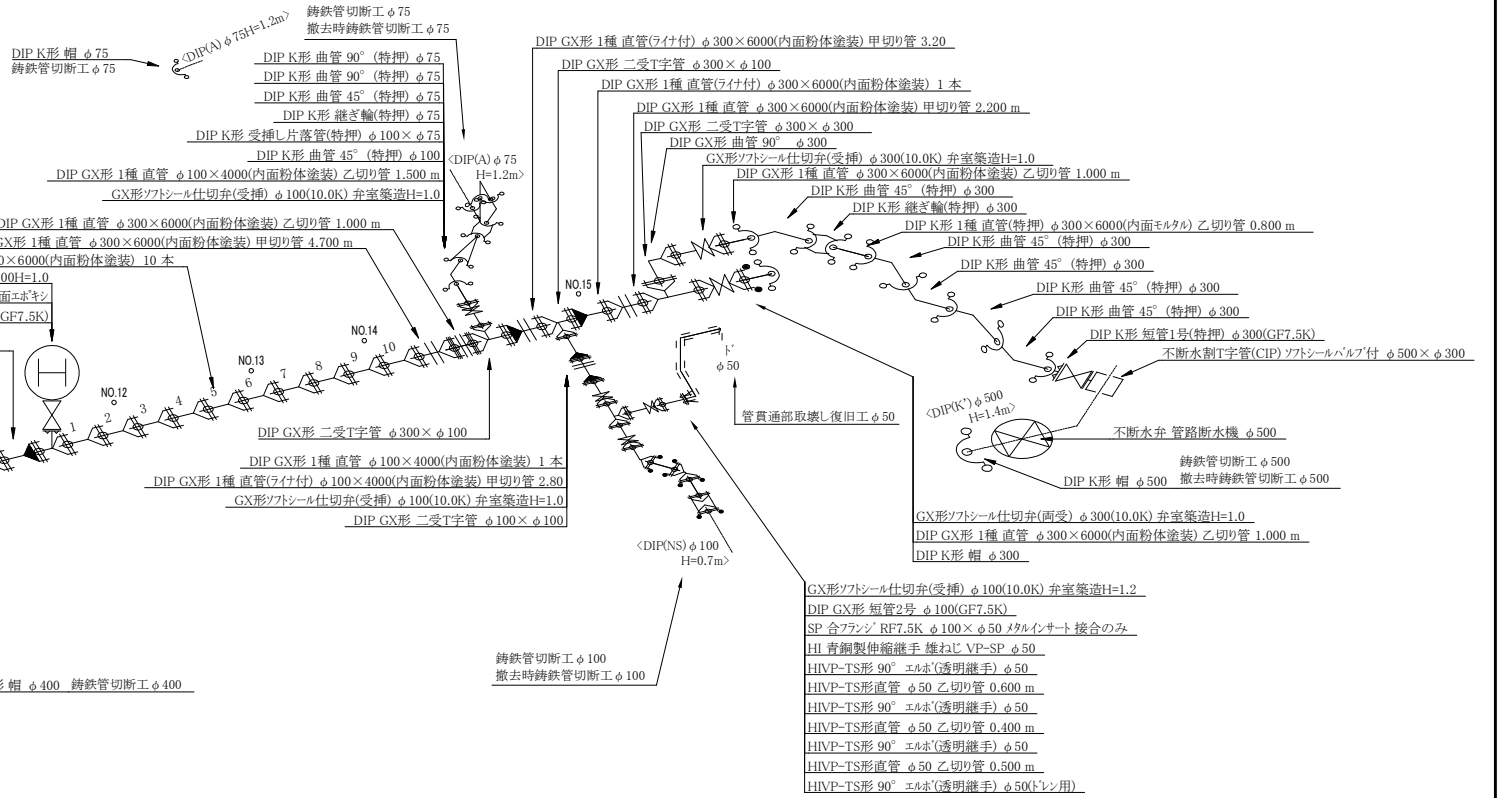 DIP K形 帽 φ75
鋳鉄管切断工φ75
<DIP(A) φ75H=1.2m>
鋳鉄管切断工φ75
撤去時鋳鉄管切断工φ75
DIP K形 曲管 90° (特押) φ75
DIP K形 曲管 90° (特押) φ75
DIP K形 曲管 45° (特押) φ75
DIP K形 継ぎ輪(特押) φ75
DIP K形 受挿し片落管(特押) φ100×φ75
DIP K形 曲管 45° (特押) φ100
DIP GX形 1種 直管 φ100×4000(内面粉体塗装) 乙切り管 1.500 m
GX形ソフトシール仕切弁(受挿) φ100(10.0K) 弁室築造H=1.0
DIP GX形 1種 直管 φ300×6000(内面粉体塗装) 乙切り管 1.000 m
GX形 1種 直管 φ300×6000(内面粉体塗装) 甲切り管 4.700 m
0×6000(内面粉体塗装) 10 本
00H=1.0
面エポキシ
(GF7.5K)
<DIP(A) φ75
H=1.2m>
DIP GX形 1種 直管(ライナ付) φ300×6000(内面粉体塗装) 甲切り管 3.20
DIP GX形 二受T字管 φ300×φ100
DIP GX形 1種 直管(ライナ付) φ300×6000(内面粉体塗装) 1 本
DIP GX形 1種 直管 φ300×6000(内面粉体塗装) 甲切り管 2.200 m
DIP GX形 二受T字管 φ300×φ300
DIP GX形 曲管 90° φ300
GX形ソフトシール仕切弁(受挿) φ300(10.0K) 弁室築造H=1.0
DIP GX形 1種 直管 φ300×6000(内面粉体塗装) 乙切り管 1.000 m
DIP K形 曲管 45° (特押) φ300
DIP K形 継ぎ輪(特押) φ300
DIP K形 1種 直管(特押) φ300×6000(内面モルタル) 乙切り管 0.800 m
DIP K形 曲管 45° (特押) φ300
DIP K形 曲管 45° (特押) φ300
DIP K形 曲管 45° (特押) φ300
DIP K形 曲管 45° (特押) φ300
DIP K形 短管1号(特押) φ300(GF7.5K)
不断水割T字管(CIP) ソフトシールバルブ付 φ500×φ300
NO.15
NO.14
NO.13
NO.12
1
2
3
4
5
6
7
8
9
10
ド
φ50
管貫通部取壊し復旧工φ50
<DIP(K') φ500
H=1.4m>
不断水弁 管路断水機 φ500
鋳鉄管切断工φ500
DIP K形 帽 φ500
撤去時鋳鉄管切断工φ500
DIP GX形 二受T字管 φ300×φ100
DIP GX形 1種 直管 φ100×4000(内面粉体塗装) 1 本
DIP GX形 1種 直管(ライナ付) φ100×4000(内面粉体塗装) 甲切り管 2.80
GX形ソフトシール仕切弁(受挿) φ100(10.0K) 弁室築造H=1.0
DIP GX形 二受T字管 φ100×φ100
GX形ソフトシール仕切弁(両受) φ300(10.0K) 弁室築造H=1.0
DIP GX形 1種 直管 φ300×6000(内面粉体塗装) 乙切り管 1.000 m
DIP K形 帽 φ300
<DIP(NS) φ100
H=0.7m>
GX形ソフトシール仕切弁(受挿) φ100(10.0K) 弁室築造H=1.2
DIP GX形 短管2号 φ100(GF7.5K)
SP 合フランジ RF7.5K φ100×φ50 メタルインサート 接合のみ
HI 青銅製伸縮継手 雄ねじ VP-SP φ50
HIVP-TS形 90° エルボ(透明継手) φ50
HIVP-TS形直管 φ50 乙切り管 0.600 m
HIVP-TS形 90° エルボ(透明継手) φ50
HIVP-TS形直管 φ50 乙切り管 0.400 m
HIVP-TS形 90° エルボ(透明継手) φ50
HIVP-TS形直管 φ50 乙切り管 0.500 m
HIVP-TS形 90° エルボ(透明継手) φ50(ドレン用)
鋳鉄管切断工φ100
撤去時鋳鉄管切断工φ100
形 帽 φ400 鋳鉄管切断工φ400